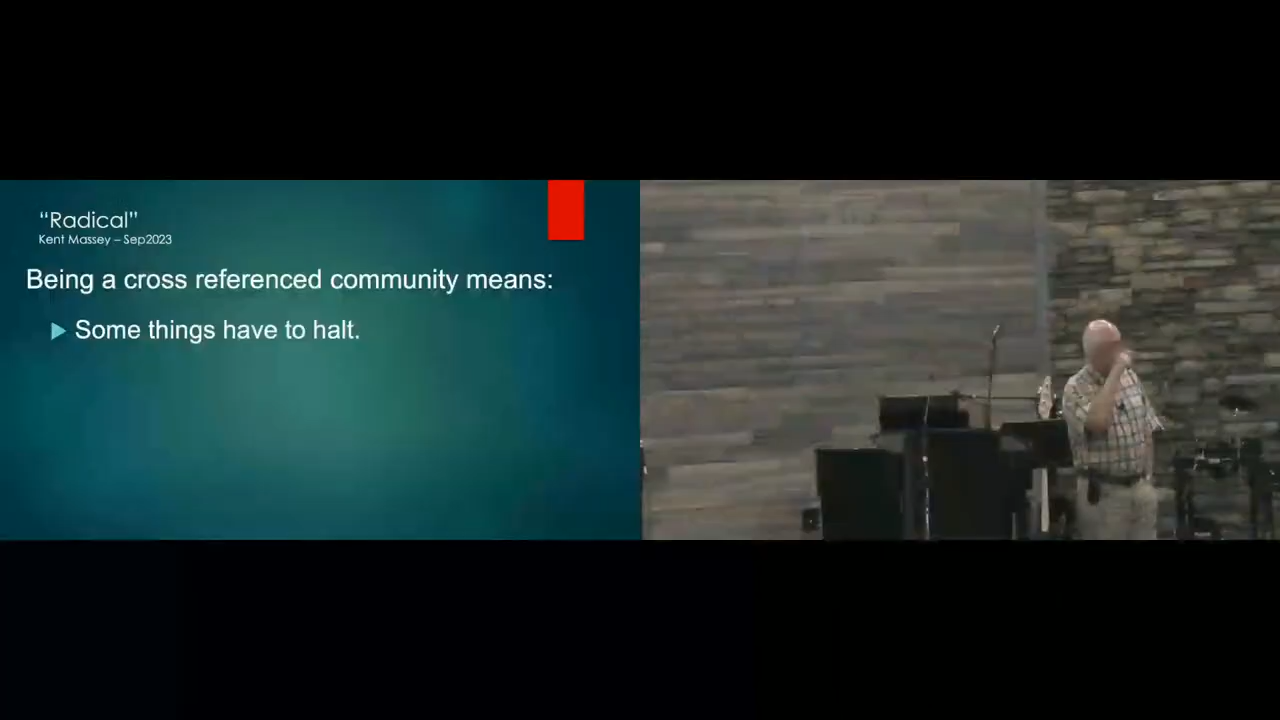 “Radical”
Kent Massey – Sep2023
Being a cross referenced community means:
Some things have to halt.